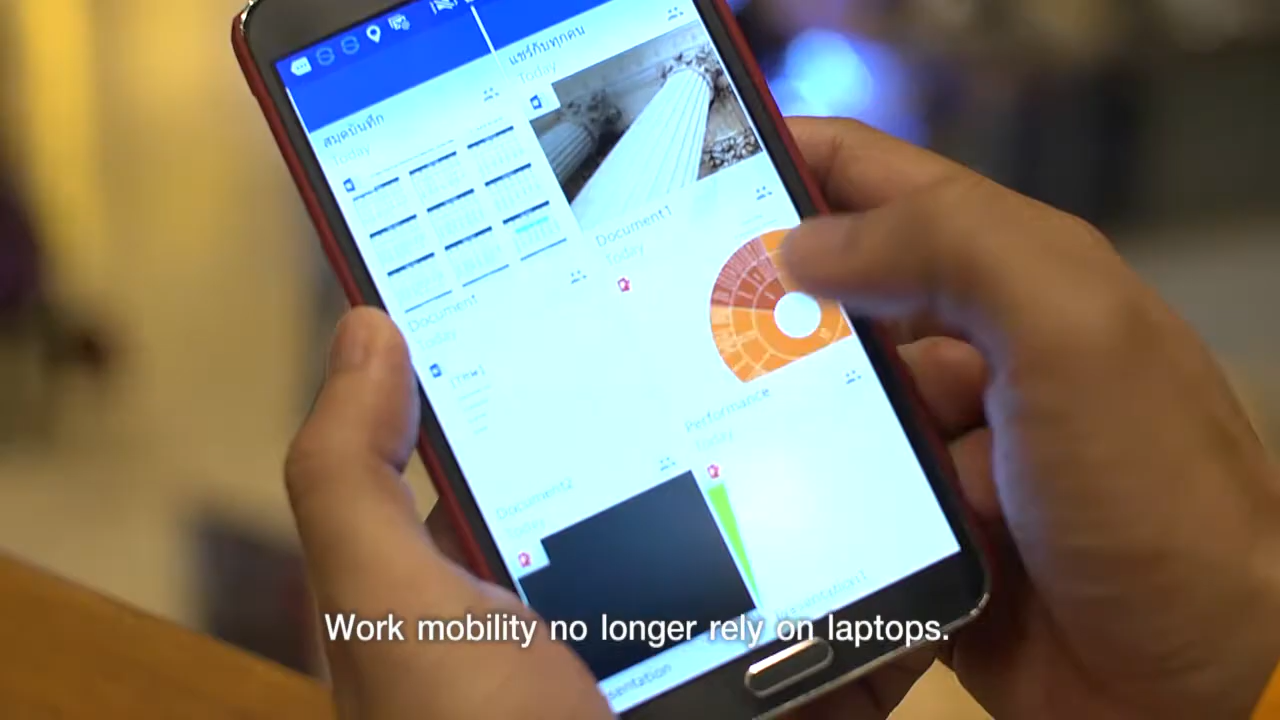 แชร์กับทุกคน
Today
สมุดบันทึก
Today
Document1
Today
Document
Today
Performance
Today
Document2
Today
Presentation1
Work mobility no longer rely on laptops.